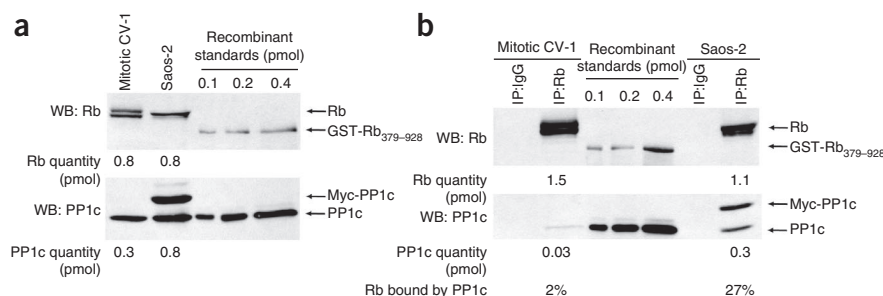 a
Mitotic CV-1
Saos-2
Recombinant
standards (pmol)
0.1 0.2 0.4
WB: Rb
Rb
GST-Rb379–928
Rb quantity
(pmol)
0.8 0.8
WB: PP1c
Myc-PP1c
PP1c
PP1c quantity
(pmol)
0.3 0.8
b
Mitotic CV-1
Recombinant
standards (pmol)
Saos-2
IP:IgG
IP:Rb
0.1 0.2 0.4
IP:IgG
IP:Rb
WB: Rb
Rb
GST-Rb379–928
Rb quantity
(pmol)
1.5 1.1
WB: PP1c
Myc-PP1c
PP1c
PP1c quantity
(pmol)
0.03 0.3
Rb bound by PP1c 2% 27%